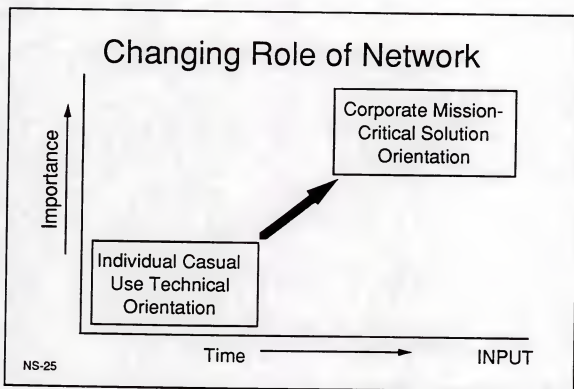 Changing Role of Network
Importance
Corporate Mission-
Critical Solution
Orientation
Individual Casual
Use Technical
Orientation
Time
NS-25
INPUT